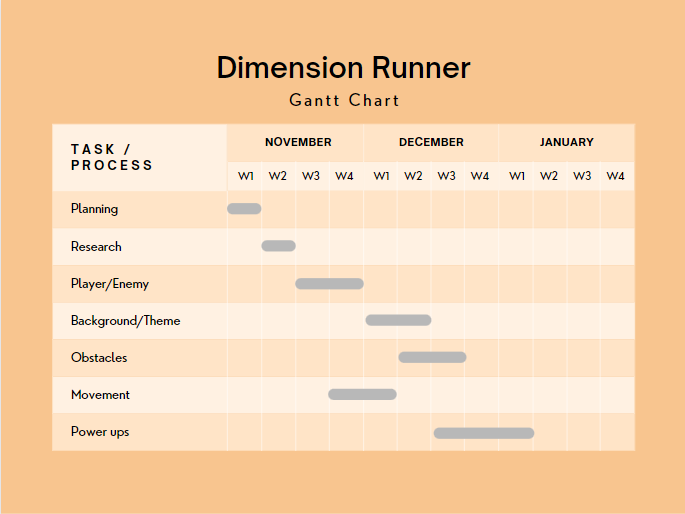 Dimension Runner
Gantt Chart
TASK /
PROCESS
NOVEMBER DECEMBER JANUARY
W1 W2 W3 W4 W1 W2 W3 W4 W1 W2 W3 W4
Planning
Research
Player/Enemy
Background/Theme
Obstacles
Movement
Power ups